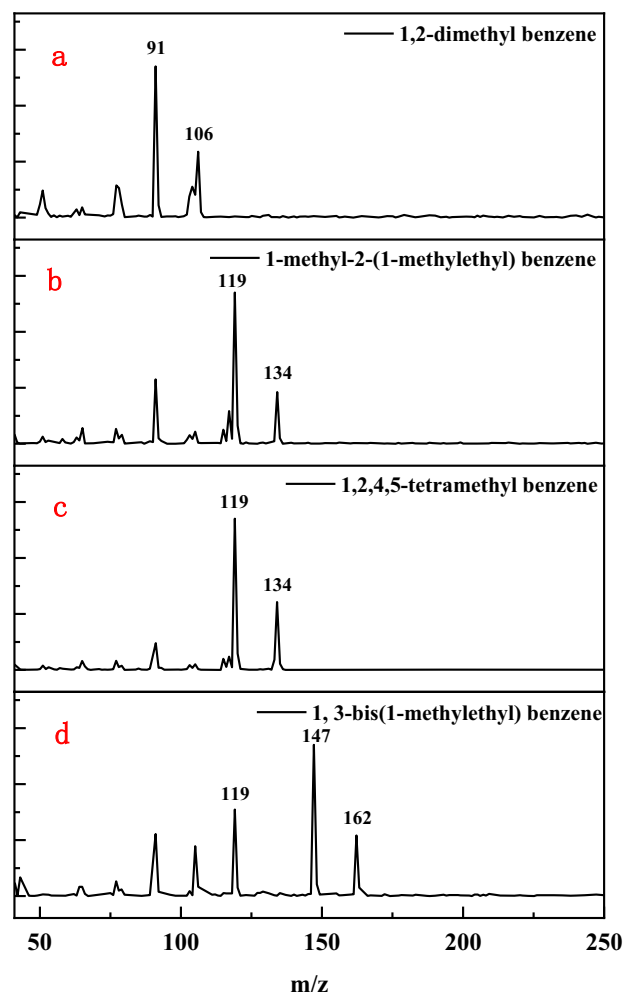 a
1,2-dimethyl benzene
91
106
b
1-methyl-2-(1-methylethyl) benzene
119
134
c
1,2,4,5-tetramethyl benzene
119
134
d
1, 3-bis(1-methylethyl) benzene
147
119
162
50 100 150 200 250
m/z